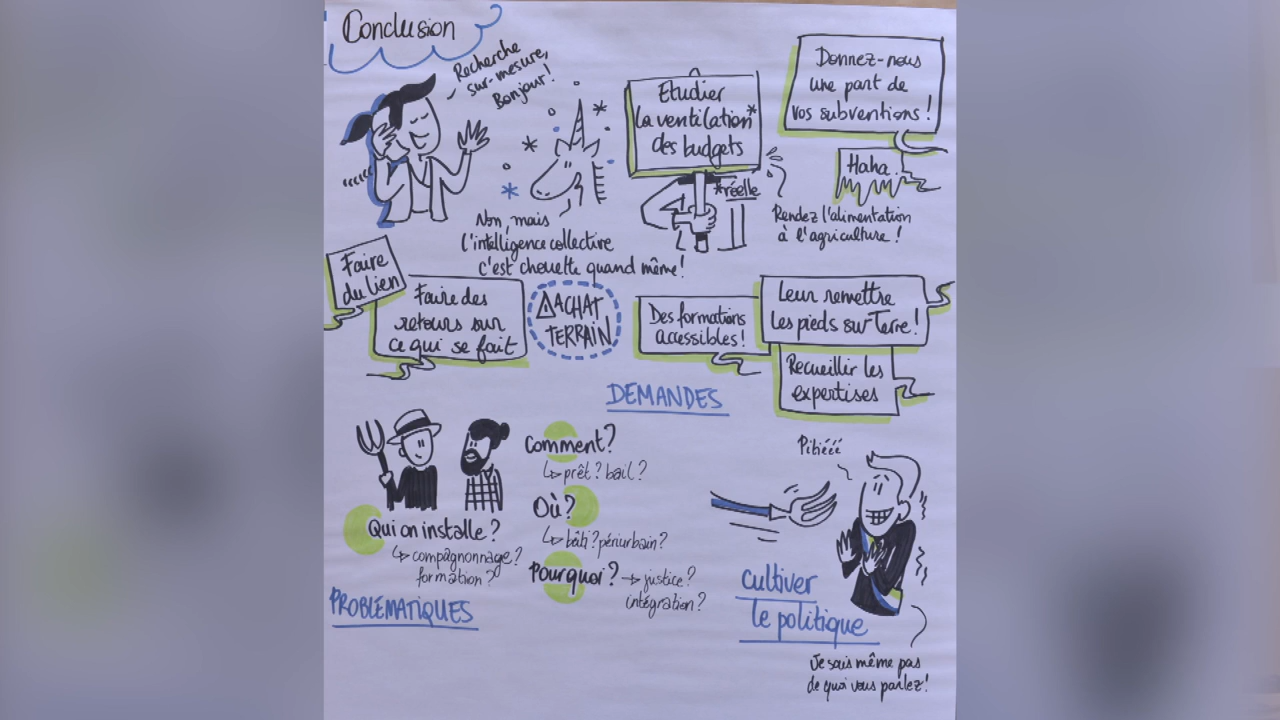 Conclusion
Recherche
sur-mesure,
Bonjour!
Non, mais
l'intelligence collective
c'est chouette quand même!
Etudier
la ventilation*
des budgets
*réelle
Donnez-nous
une part de
vos subventions!
Haha.
Rendez l'alimentation
à l'agriculture!
Faire
du lien
Faire des
retours sur
ce qui se fait
⚠ACHAT
TERRAIN
Des formations
accessibles!
Leur remettre
les pieds sur Terre!
Recueillir les
expertises
DEMANDES
Qui on installe?
↳ compagnonnage?
formation?
PROBLÉMATIQUES
Comment?
↳ prêt? bail?
Où?
↳ bâti? périurbain?
Pourquoi? → justice?
intégration?
Pitiééé
cultiver
le politique
Je sais même pas
de quoi vous parlez!